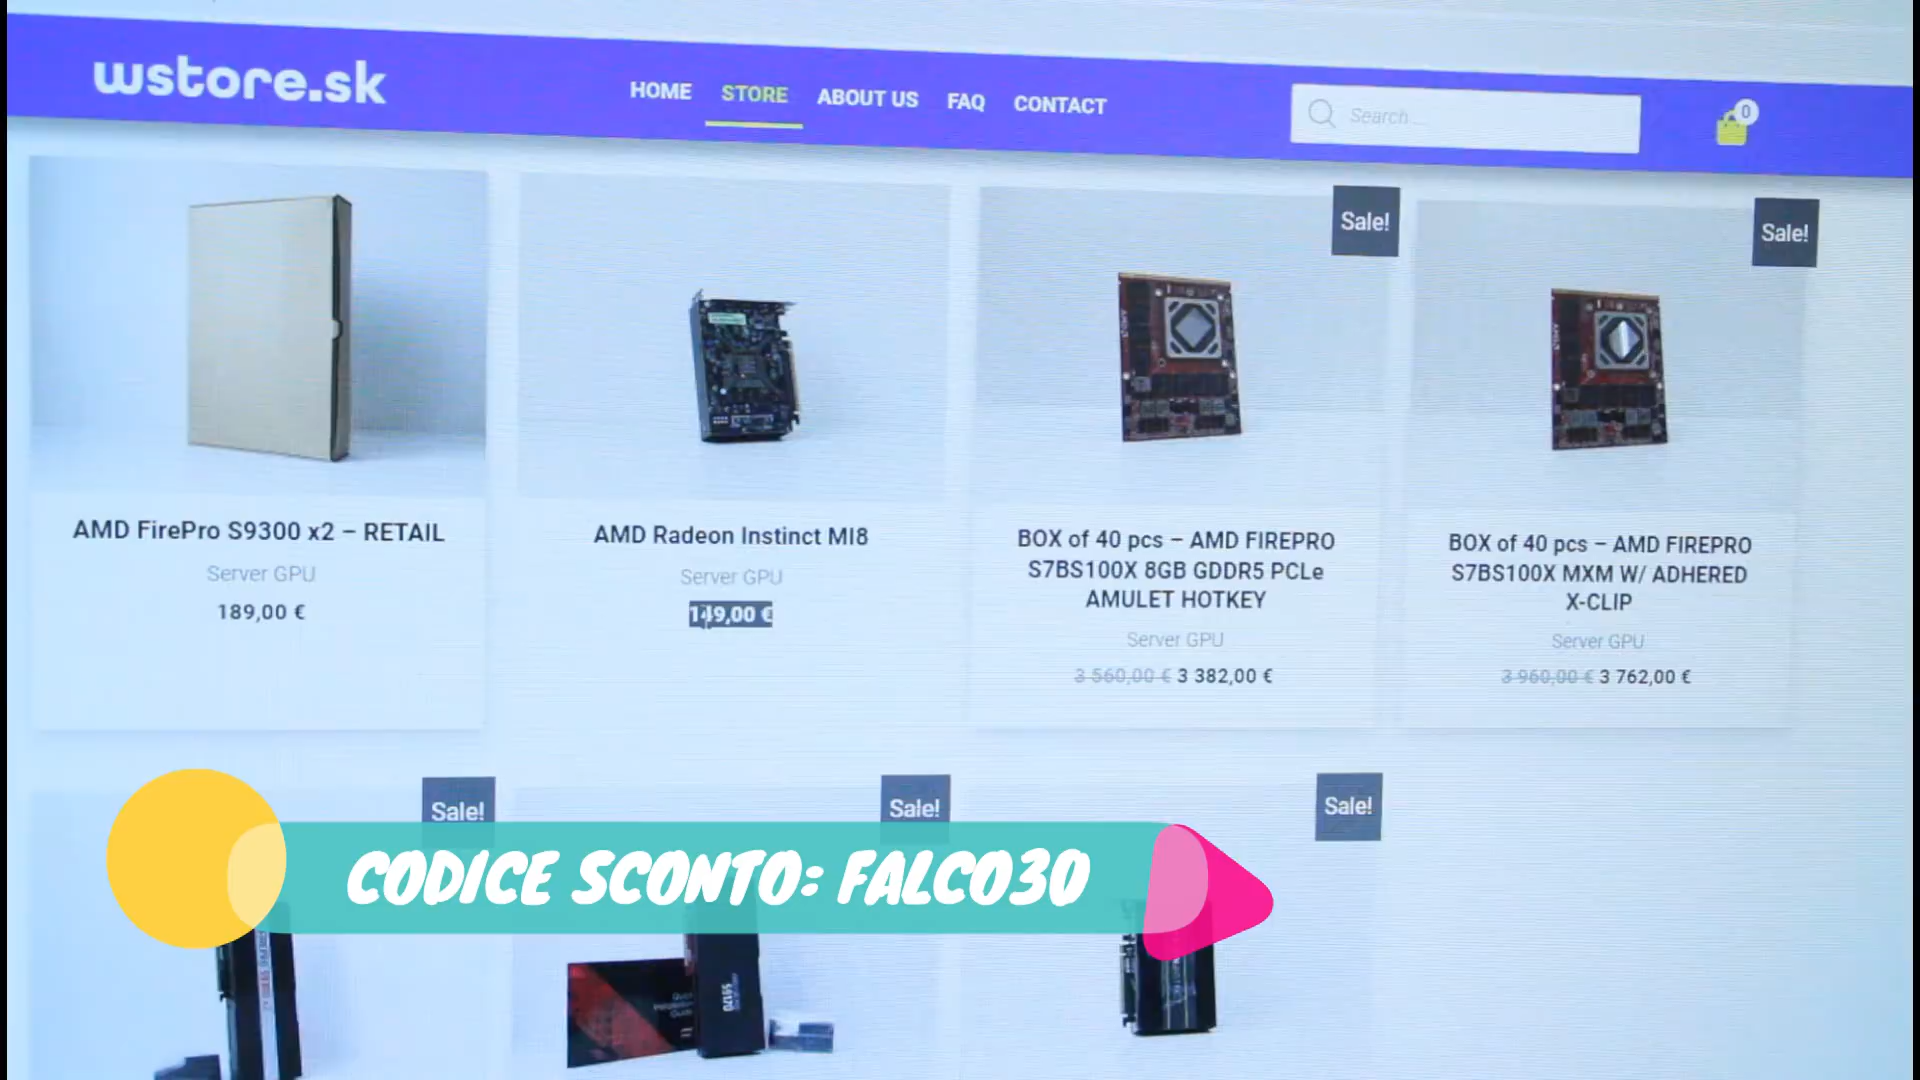 wstore.sk
HOME STORE ABOUT US FAQ CONTACT
Search ...
0
Sale!
Sale!
AMD FirePro S9300 x2 – RETAIL
Server GPU
189,00 €
AMD Radeon Instinct MI8
Server GPU
149,00 €
BOX of 40 pcs – AMD FIREPRO
S7BS100X 8GB GDDR5 PCLe
AMULET HOTKEY
Server GPU
3 560,00 € 3 382,00 €
BOX of 40 pcs – AMD FIREPRO
S7BS100X MXM W/ ADHERED
X-CLIP
Server GPU
3 960,00 € 3 762,00 €
Sale!
Sale!
Sale!
CODICE SCONTO: FALCO30